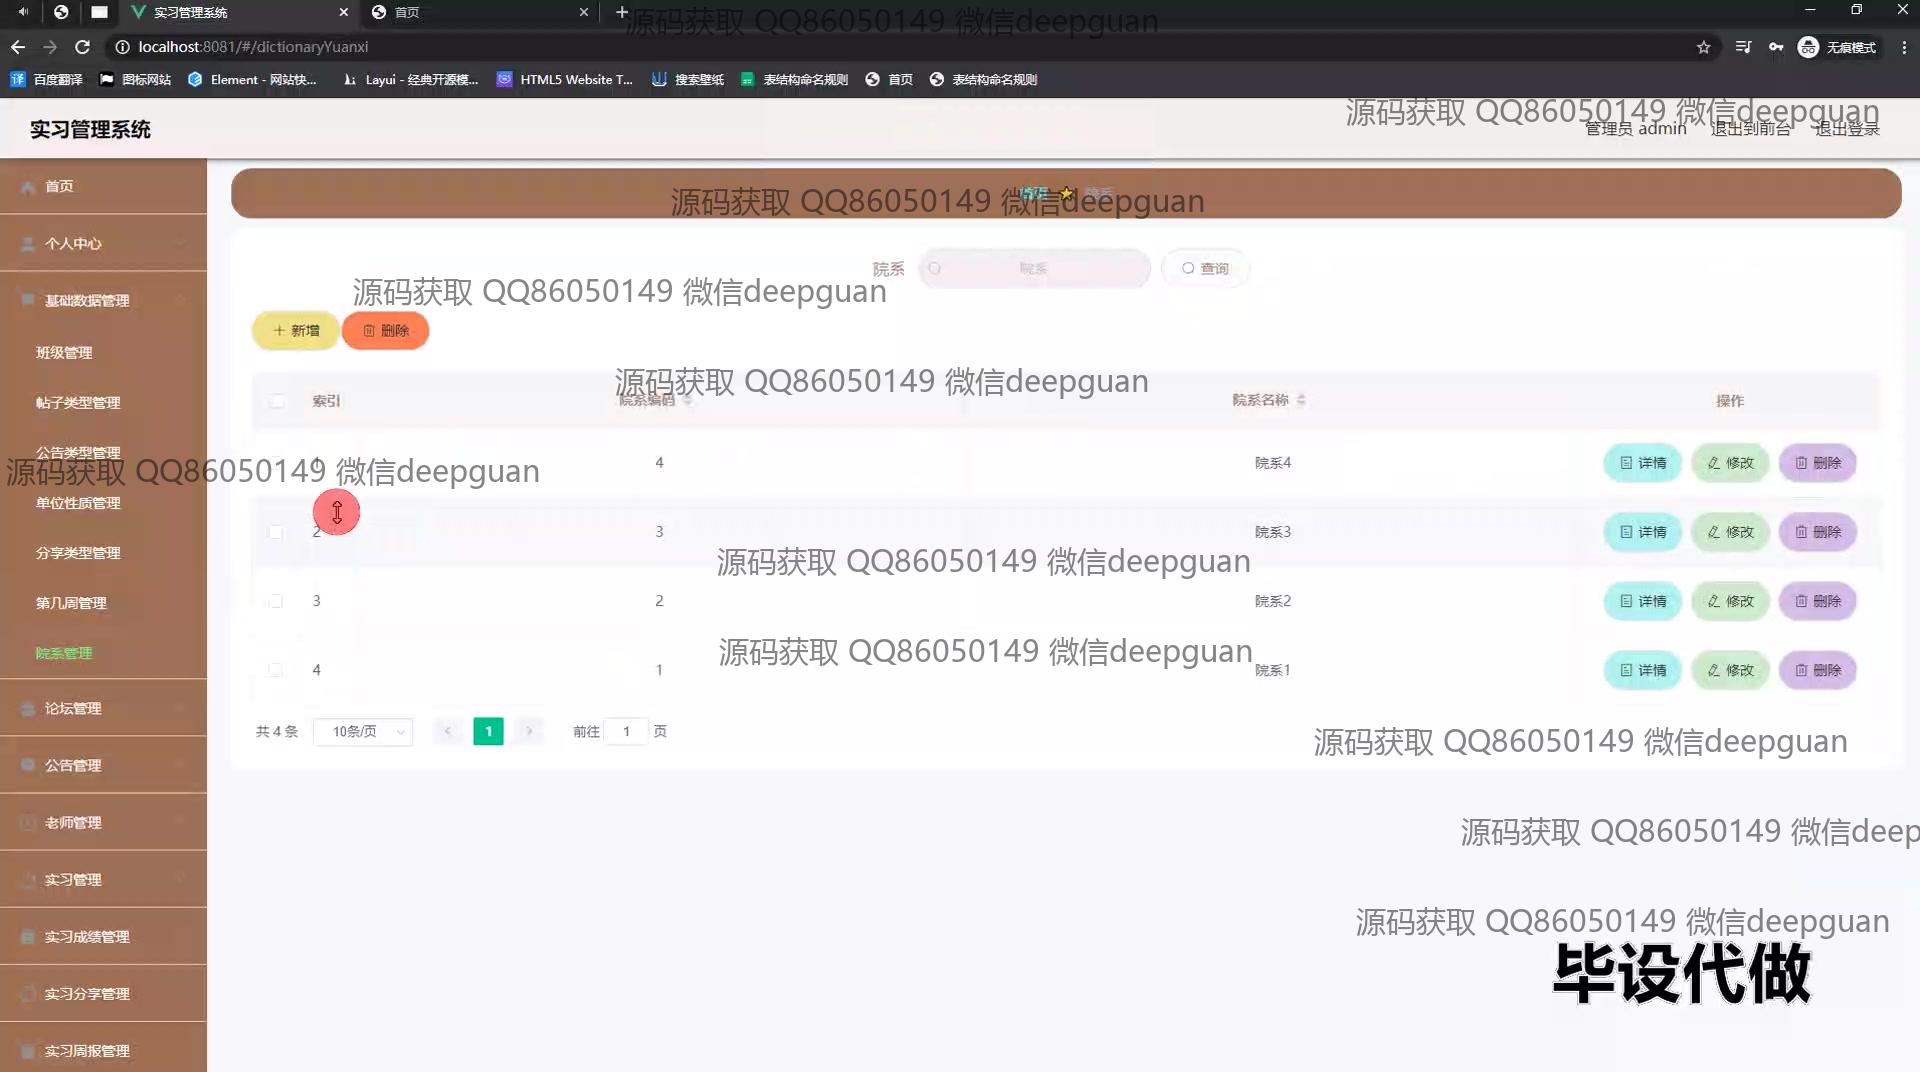 实习管理系统
首页
源码获取 QQ86050149 微信deepguan
localhost:8081/#/dictionaryYuanxi
无痕模式
百度翻译
图标网站
Element - 网站快...
Layui - 经典开源模...
HTML5 Website T...
搜索壁纸
表结构命名规则
首页
表结构命名规则
实习管理系统
源码获取 QQ86050149 微信deepguan
管理员 admin
退出到前台
退出登录
首页
首页 院系
源码获取 QQ86050149 微信deepguan
个人中心
院系
院系
查询
基础数据管理
源码获取 QQ86050149 微信deepguan
新增
删除
班级管理
源码获取 QQ86050149 微信deepguan
帖子类型管理
索引
院系编码
院系名称
操作
公告类型管理
源码获取 QQ86050149 微信deepguan
1
4
院系4
详情
修改
删除
单位性质管理
2
3
院系3
详情
修改
删除
分享类型管理
源码获取 QQ86050149 微信deepguan
第几周管理
3
2
院系2
详情
修改
删除
院系管理
源码获取 QQ86050149 微信deepguan
4
1
院系1
详情
修改
删除
论坛管理
共 4 条
10条/页
1
前往
1
页
源码获取 QQ86050149 微信deepguan
公告管理
老师管理
源码获取 QQ86050149 微信deep
实习管理
实习成绩管理
源码获取 QQ86050149 微信deepguan
毕设代做
实习分享管理
实习周报管理